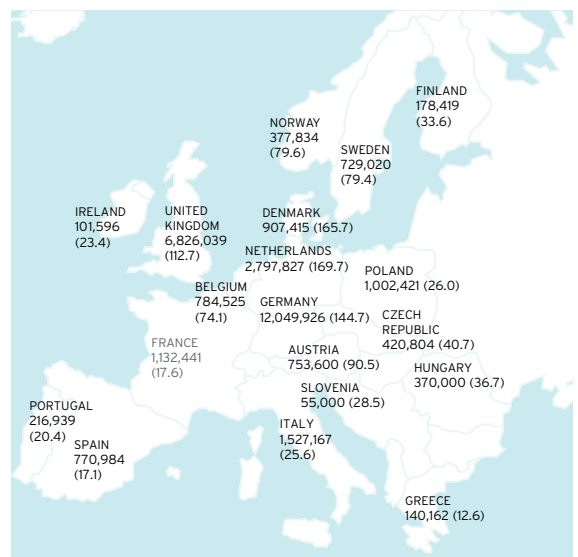 FINLAND
178,419
(33.6)
NORWAY
377,834
(79.6)
SWEDEN
729,020
(79.4)
IRELAND
101,596
(23.4)
UNITED
KINGDOM
6,826,039
(112.7)
DENMARK
907,415 (165.7)
NETHERLANDS
2,797,827 (169.7)
POLAND
1,002,421 (26.0)
BELGIUM
784,525
(74.1)
GERMANY
12,049,926 (144.7)
CZECH
REPUBLIC
420,804 (40.7)
FRANCE
1,132,441
(17.6)
AUSTRIA
753,600 (90.5)
HUNGARY
370,000 (36.7)
SLOVENIA
55,000 (28.5)
PORTUGAL
216,939
(20.4)
SPAIN
770,984
(17.1)
ITALY
1,527,167
(25.6)
GREECE
140,162 (12.6)